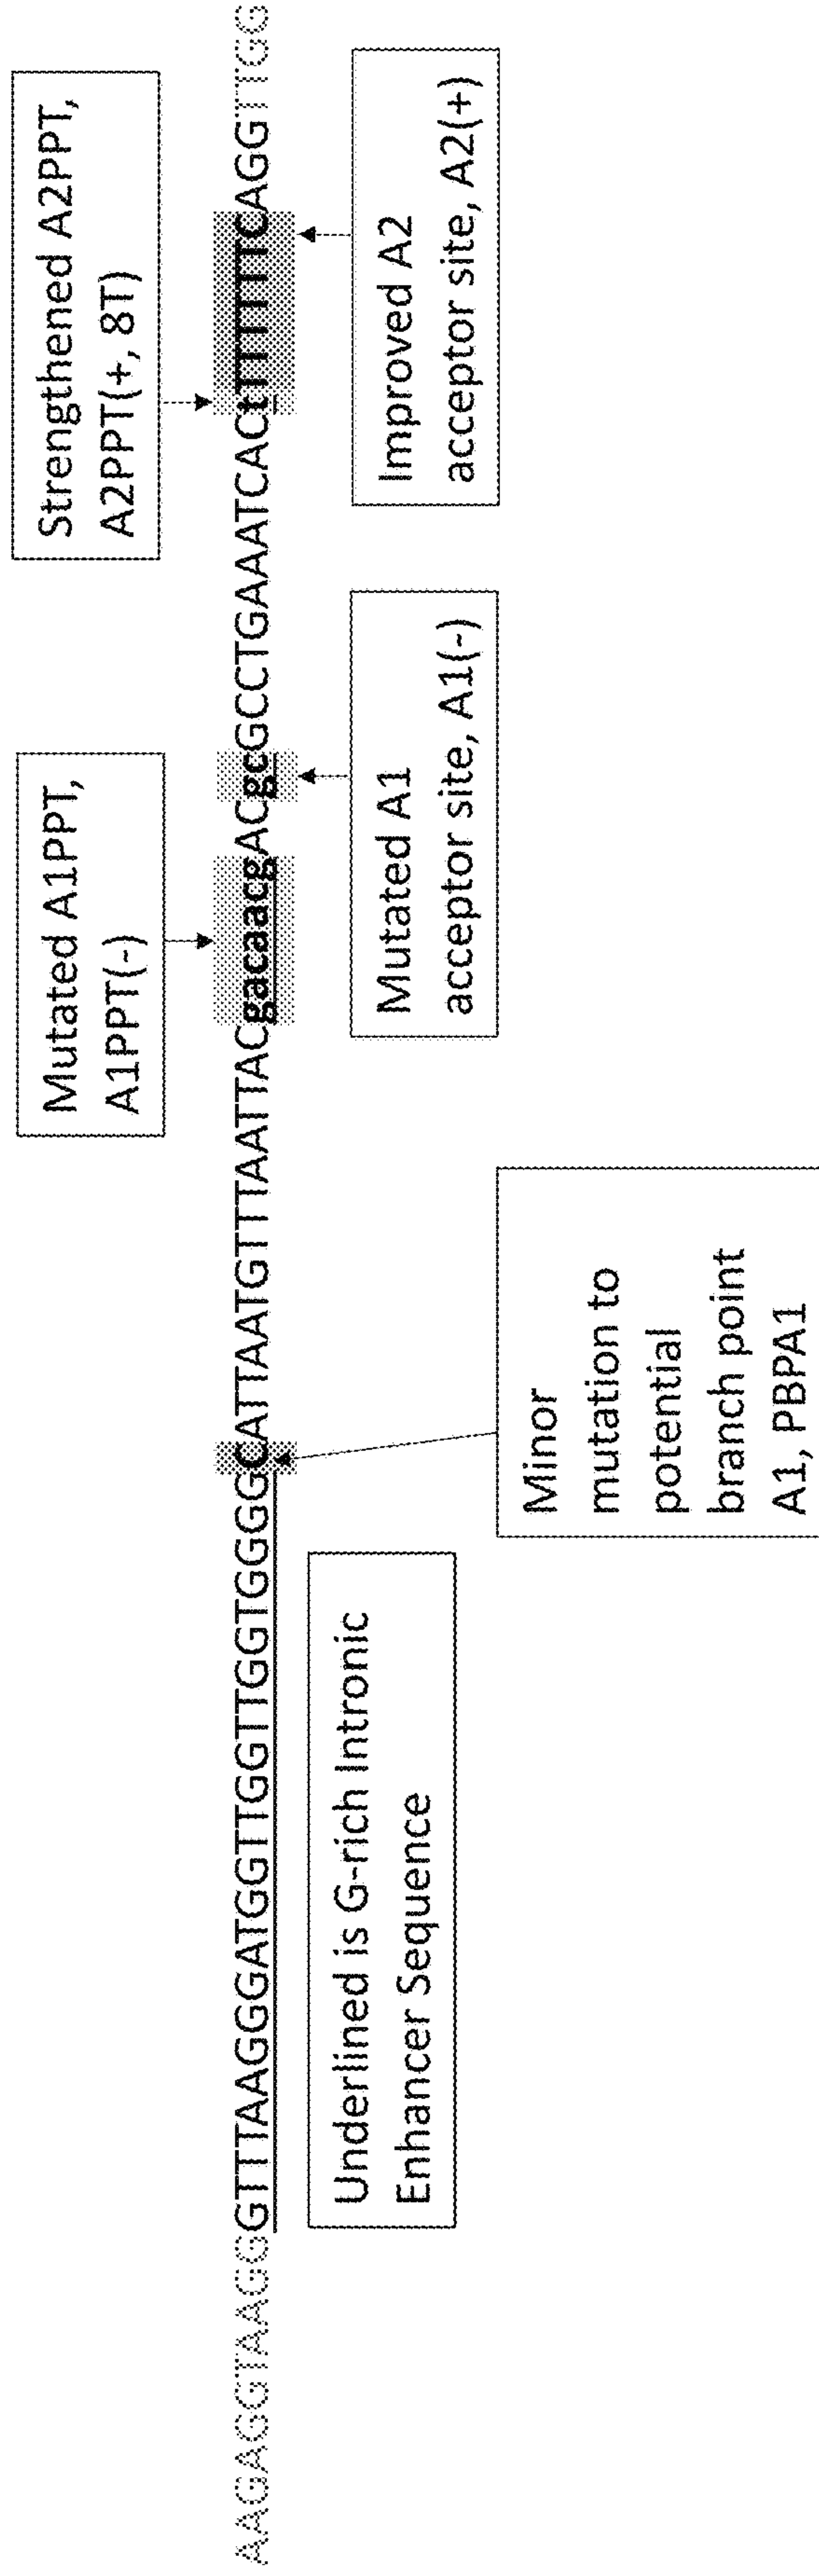 Mutated A1PPT,
A1PPT(-)
Strengthened A2PPT,
A2PPT(+, 8T)
AAGAGGTAAGGGTTTAAGGGATGGTTGGTTGGTGGGGCATTAATGTTTAATTACgacaacgACgcGCCTGAAATCACtTTTTTTTCAGGTTGG
Underlined is G-rich Intronic
Enhancer Sequence
Minor
mutation to
potential
branch point
A1, PBPA1
Mutated A1
acceptor site, A1(-)
Improved A2
acceptor site, A2(+)